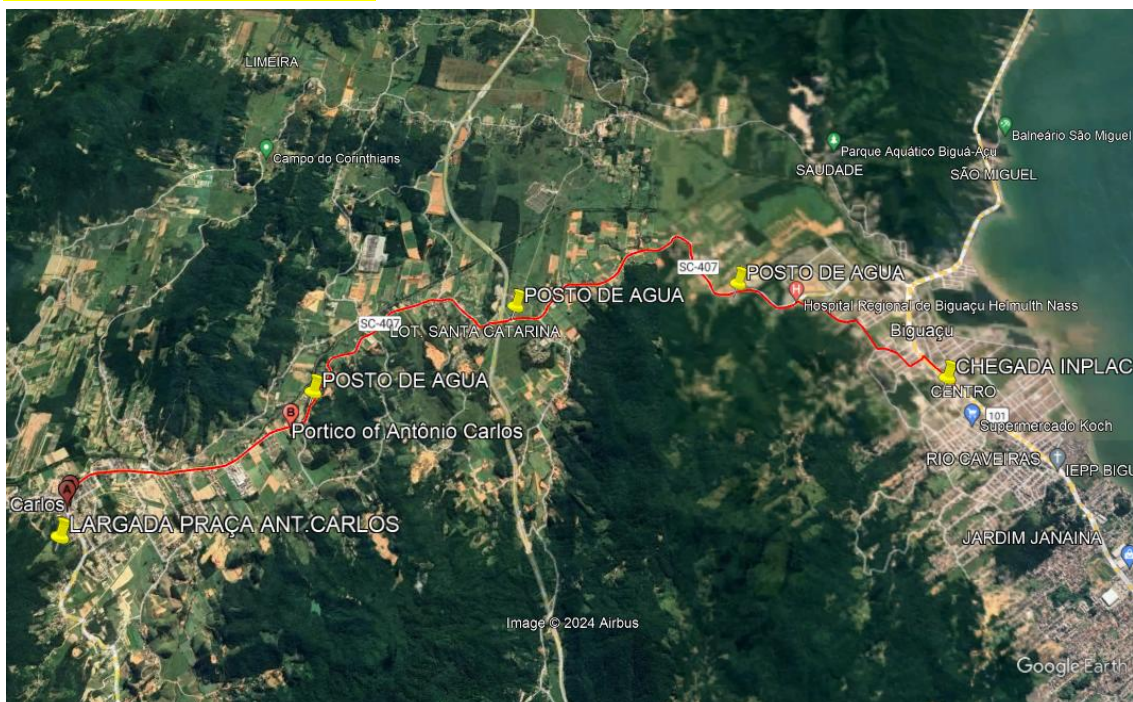 LIMEIRA
Campo do Corinthians
Balneário São Miguel
Parque Aquático Biguá-Açu
SAUDADE
SÃO MIGUEL
SC-407
POSTO DE AGUA
POSTO DE AGUA
H
Hospital Regional de Biguaçu Helmulth Nass
SC-407
LOT. SANTA CATARINA
Biguaçu
CHEGADA INPLAC
POSTO DE AGUA
CENTRO
B
Portico of Antônio Carlos
101
Supermercado Koch
RIO CAVEIRAS
IEPP BIGU
A
Carlos
LARGADA PRAÇA ANT.CARLOS
JARDIM JANAINA
Image © 2024 Airbus
Google Earth